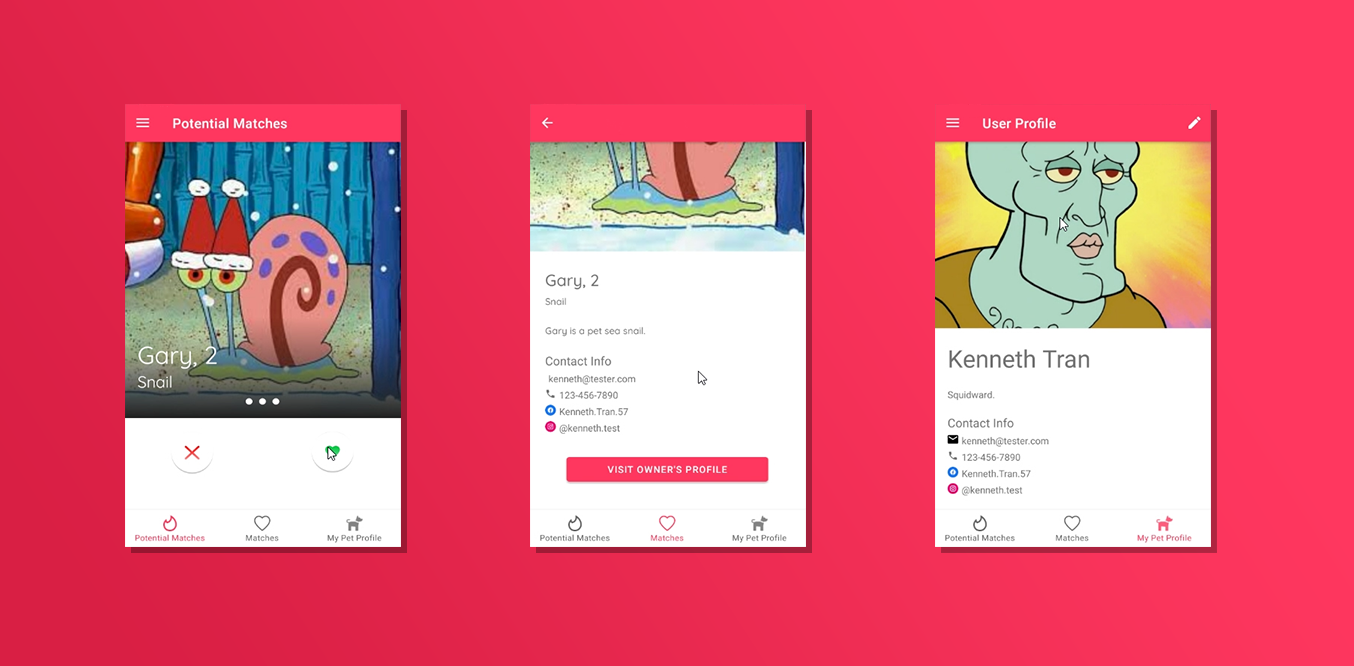 Potential Matches
Gary, 2
Snail
Potential Matches
Matches
My Pet Profile
Gary, 2
Snail
Gary is a pet sea snail.
Contact Info
kenneth@tester.com
123-456-7890
Kenneth.Tran.57
@kenneth.test
VISIT OWNER'S PROFILE
Potential Matches
Matches
My Pet Profile
User Profile
Kenneth Tran
Squidward.
Contact Info
kenneth@tester.com
123-456-7890
Kenneth.Tran.57
@kenneth.test
Potential Matches
Matches
My Pet Profile